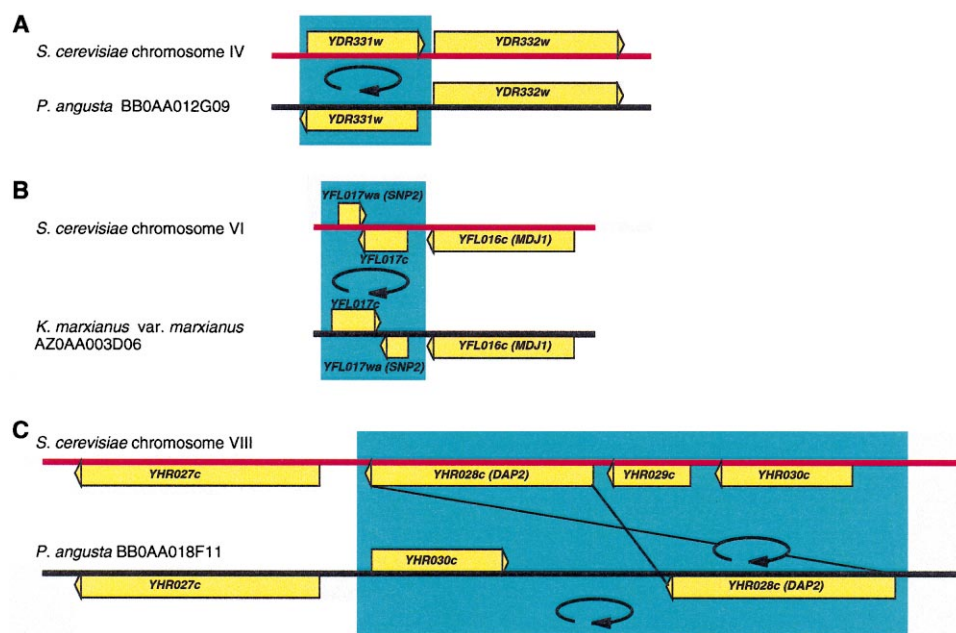 A
YDR331w YDR332w
S. cerevisiae chromosome IV
YDR332w
P. angusta BB0AA012G09
YDR331w
B
YFL017wa (SNP2)
S. cerevisiae chromosome VI
YFL016c (MDJ1)
YFL017c
YFL017c
K. marxianus var. marxianus
AZ0AA003D06
YFL016c (MDJ1)
YFL017wa (SNP2)
C
S. cerevisiae chromosome VIII
YHR027c YHR028c (DAP2) YHR029c YHR030c
P. angusta BB0AA018F11
YHR030c
YHR027c YHR028c (DAP2)